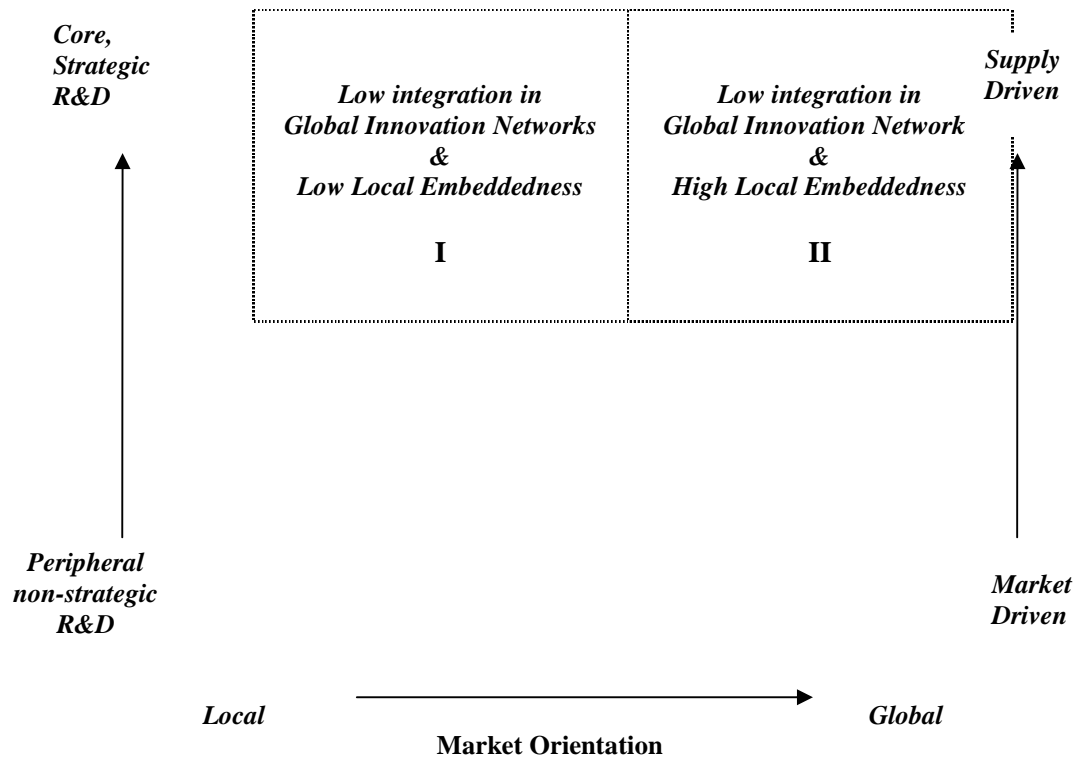 Core,
Strategic
R&D
Low integration in
Global Innovation Networks
&
Low Local Embeddedness
I
Low integration in
Global Innovation Network
&
High Local Embeddedness
II
Supply
Driven
Peripheral
non-strategic
R&D
Market
Driven
Local
Global
Market Orientation